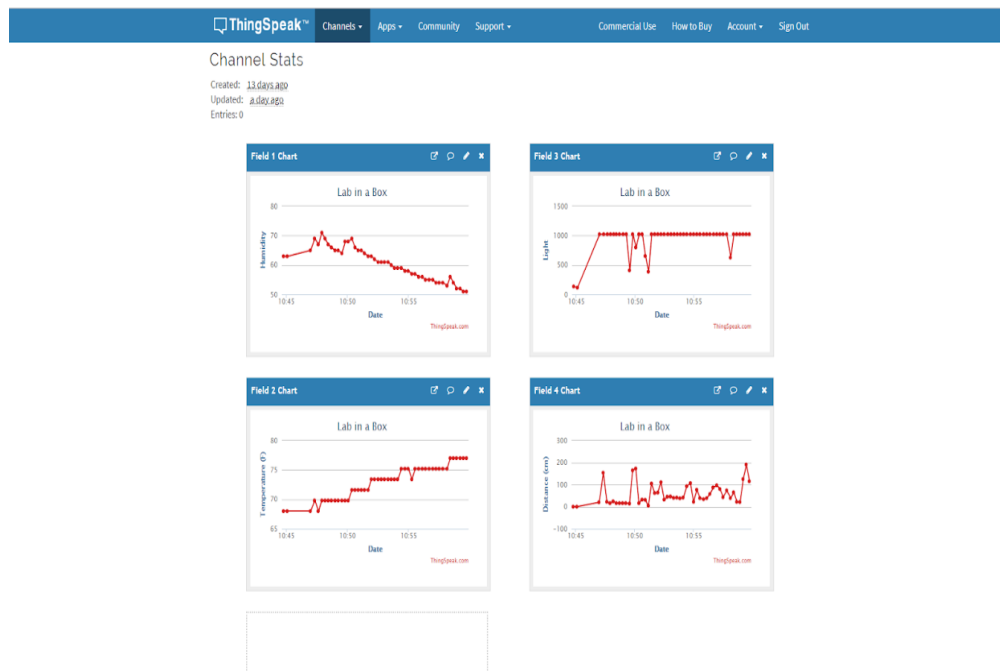 ThingSpeak™ Channels Apps Community Support Commercial Use How to Buy Account Sign Out
Channel Stats
Created: 13 days ago
Updated: a day ago
Entries: 0
Field 1 Chart
Lab in a Box
80
70
60
50
Humidity
10:45 10:50 10:55
Date
ThingSpeak.com
Field 3 Chart
Lab in a Box
1500
1000
500
0
Light
10:45 10:50 10:55
Date
ThingSpeak.com
Field 2 Chart
Lab in a Box
80
75
70
65
Temperature (F)
10:45 10:50 10:55
Date
ThingSpeak.com
Field 4 Chart
Lab in a Box
300
200
100
0
-100
Distance (cm)
10:45 10:50 10:55
Date
ThingSpeak.com